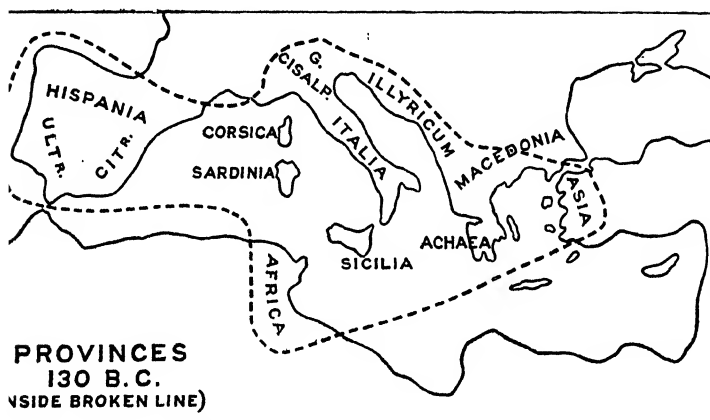 HISPANIA
ULTR.
CITR.
CORSICA
SARDINIA
G.
CISALP.
ITALIA
ILLYRICUM
MACEDONIA
ASIA
ACHAEA
SICILIA
AFRICA
PROVINCES
130 B.C.
NSIDE BROKEN LINE)